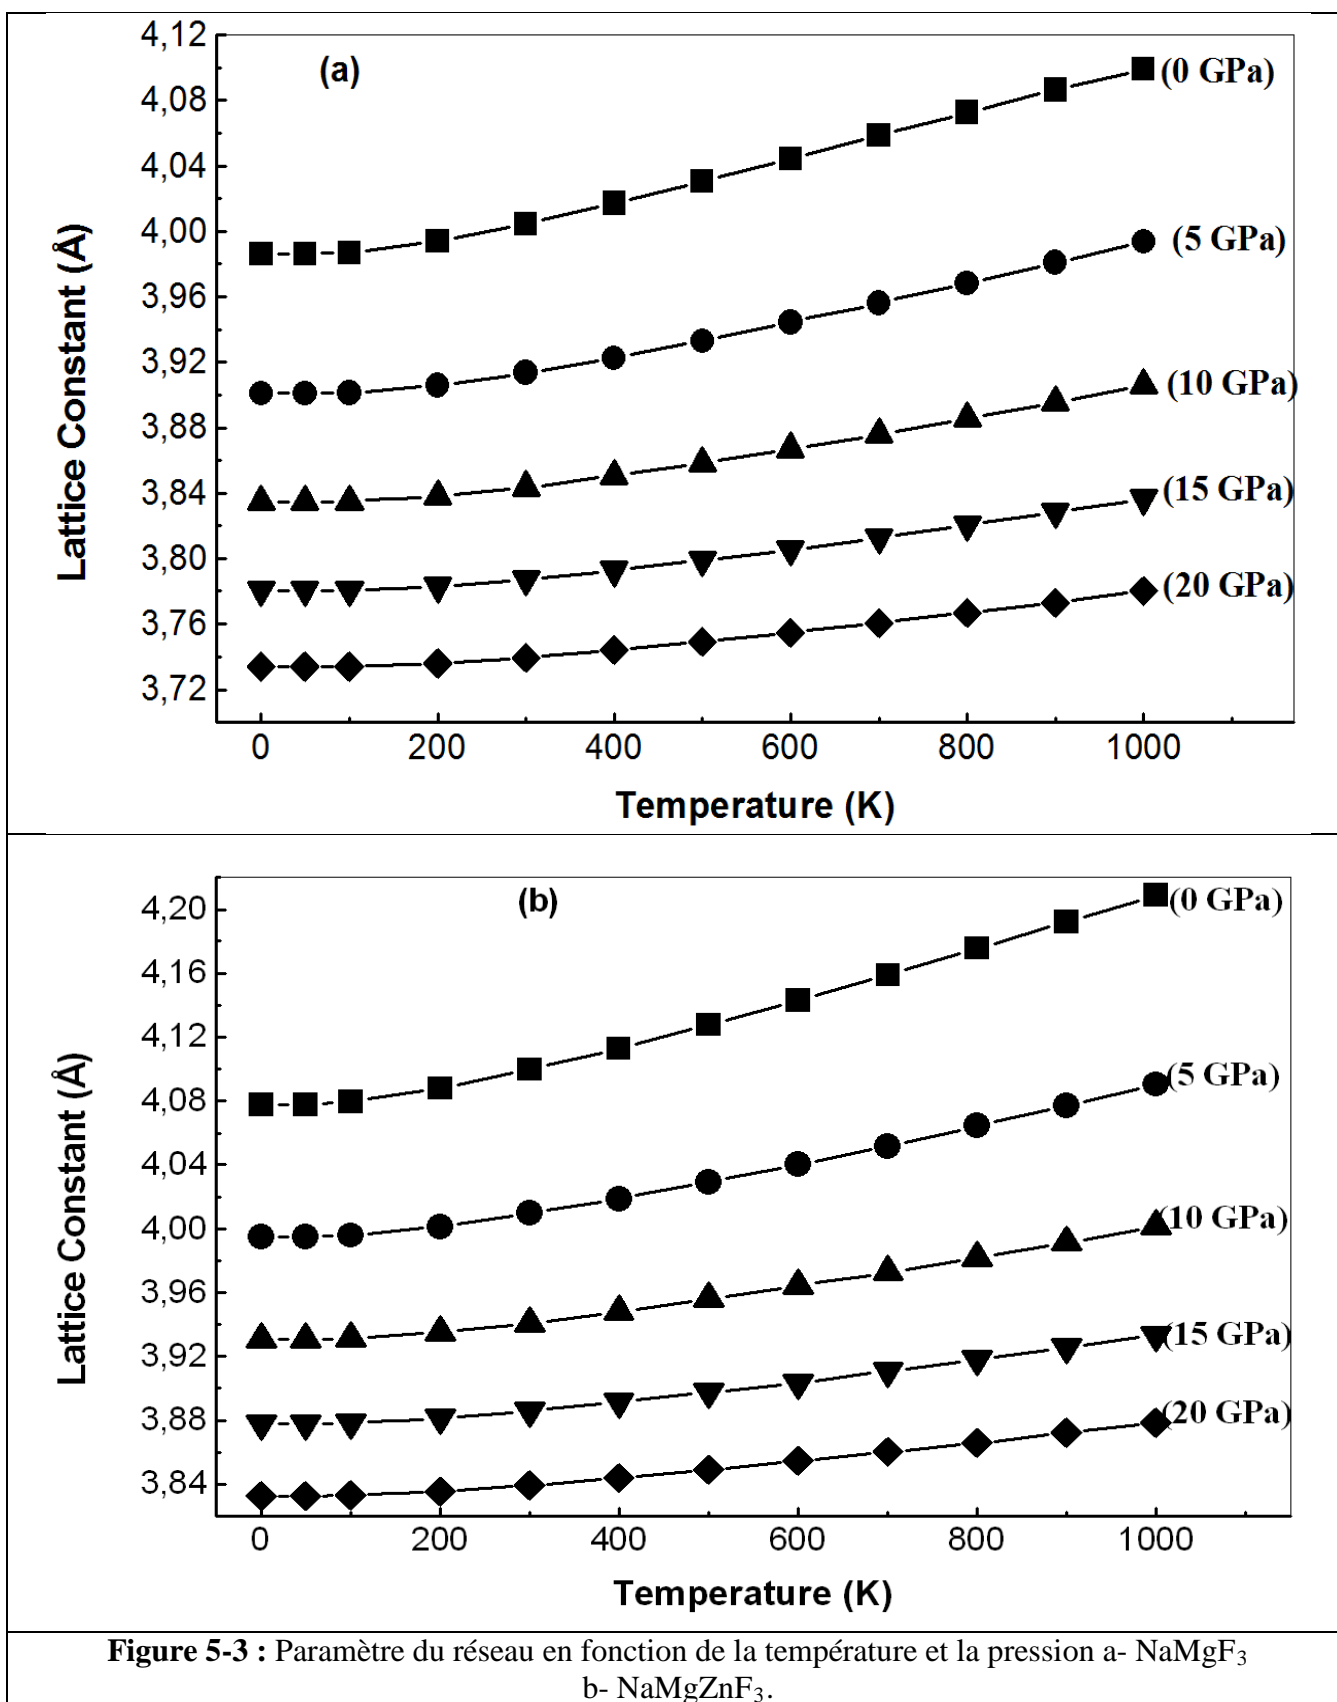 4,12
(a)
(0 GPa)
4,08
4,04
4,00
(5 GPa)
3,96
3,92
(10 GPa)
3,88
3,84
(15 GPa)
3,80
(20 GPa)
3,76
3,72
Lattice Constant (Å)
0 200 400 600 800 1000
Temperature (K)
(b)
4,20
(0 GPa)
4,16
4,12
4,08
(5 GPa)
4,04
4,00
(10 GPa)
3,96
3,92
(15 GPa)
3,88
(20 GPa)
3,84
Lattice Constant (Å)
0 200 400 600 800 1000
Temperature (K)
Figure 5-3 : Paramètre du réseau en fonction de la température et la pression a- NaMgF₃
b- NaMgZnF₃.